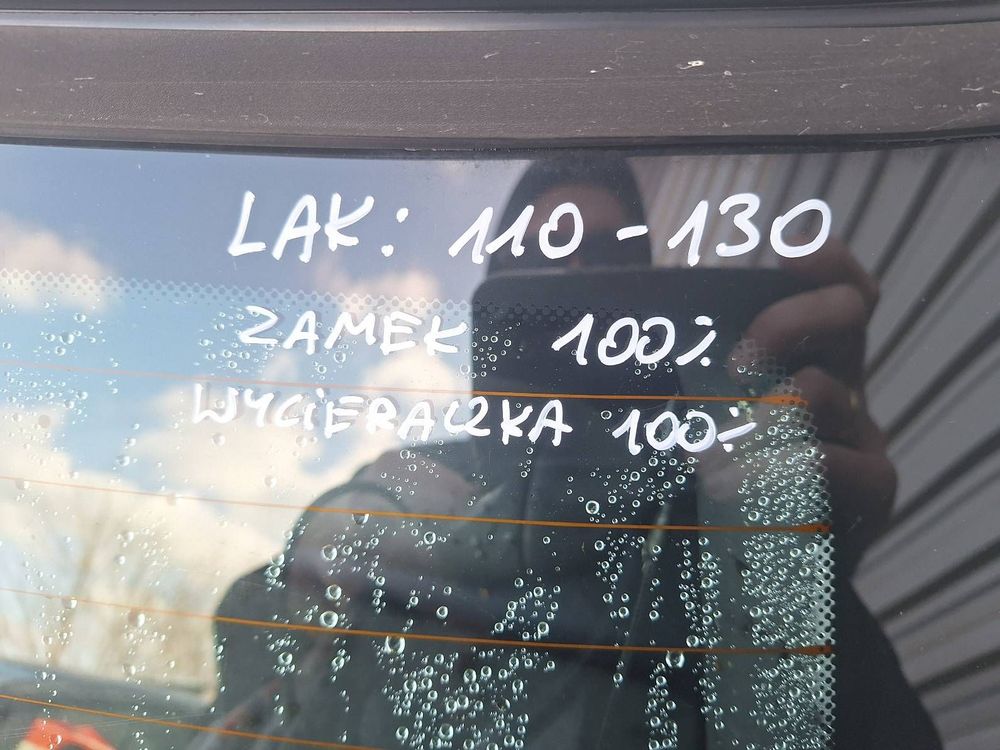 LAK: 110 - 130
ZAMEK 100%
WYCIERACZKA 100%